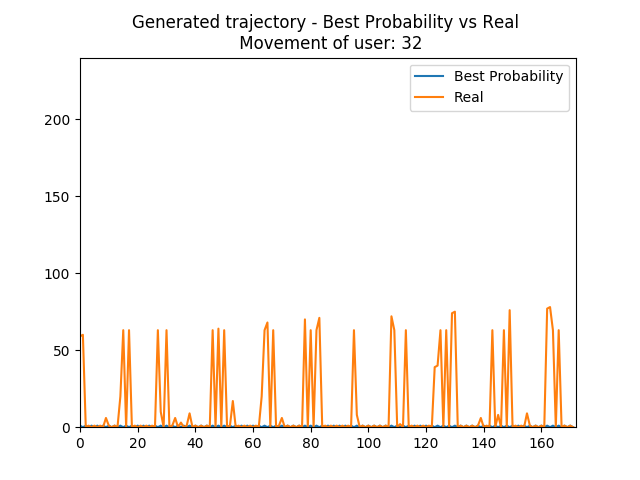 Generated trajectory - Best Probability vs Real
Movement of user: 32
Best Probability
Real
200
150
100
50
0
0 20 40 60 80 100 120 140 160